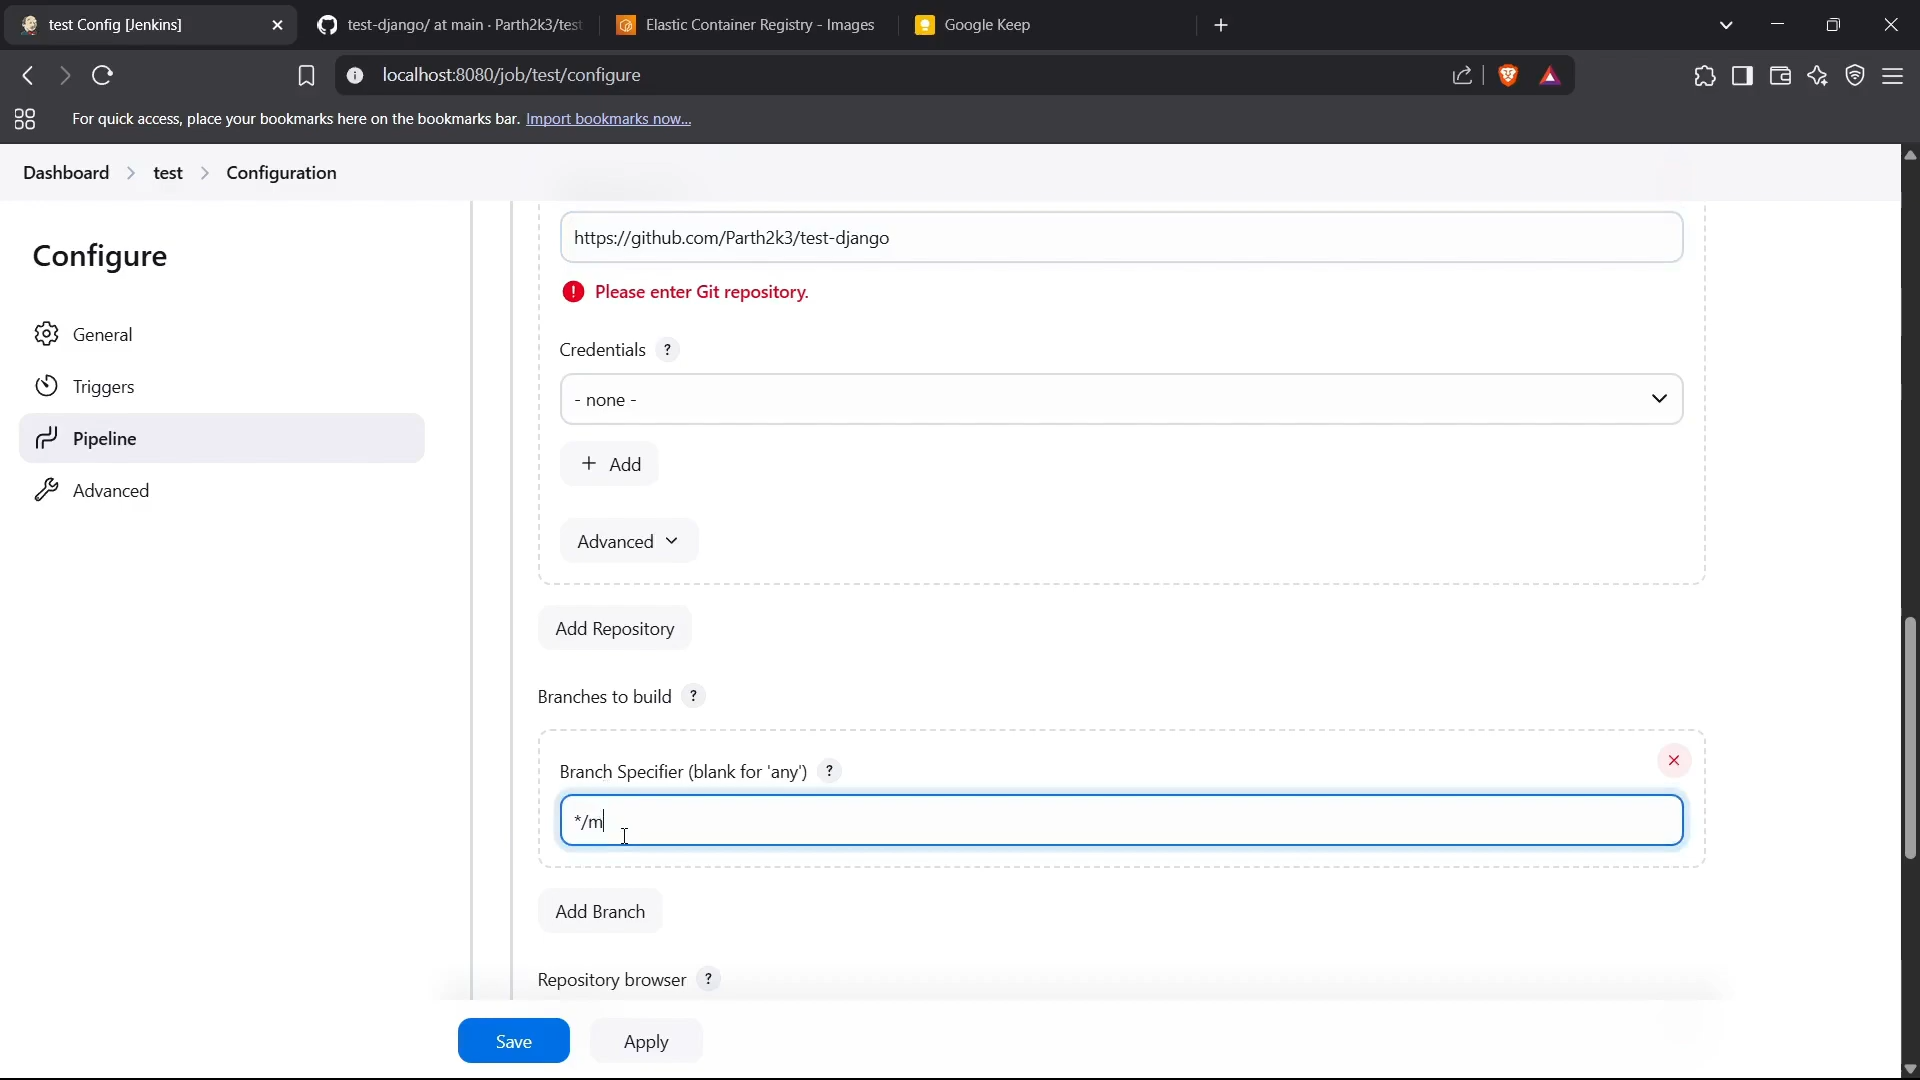 test Config [Jenkins]
test-django/ at main · Parth2k3/test
Elastic Container Registry - Images
Google Keep
localhost:8080/job/test/configure
For quick access, place your bookmarks here on the bookmarks bar. Import bookmarks now...
Dashboard > test > Configuration
Configure
General
Triggers
Pipeline
Advanced
https://github.com/Parth2k3/test-django
Please enter Git repository.
Credentials ?
- none -
+ Add
Advanced
Add Repository
Branches to build ?
Branch Specifier (blank for 'any') ?
*/m
Add Branch
Repository browser ?
Save
Apply